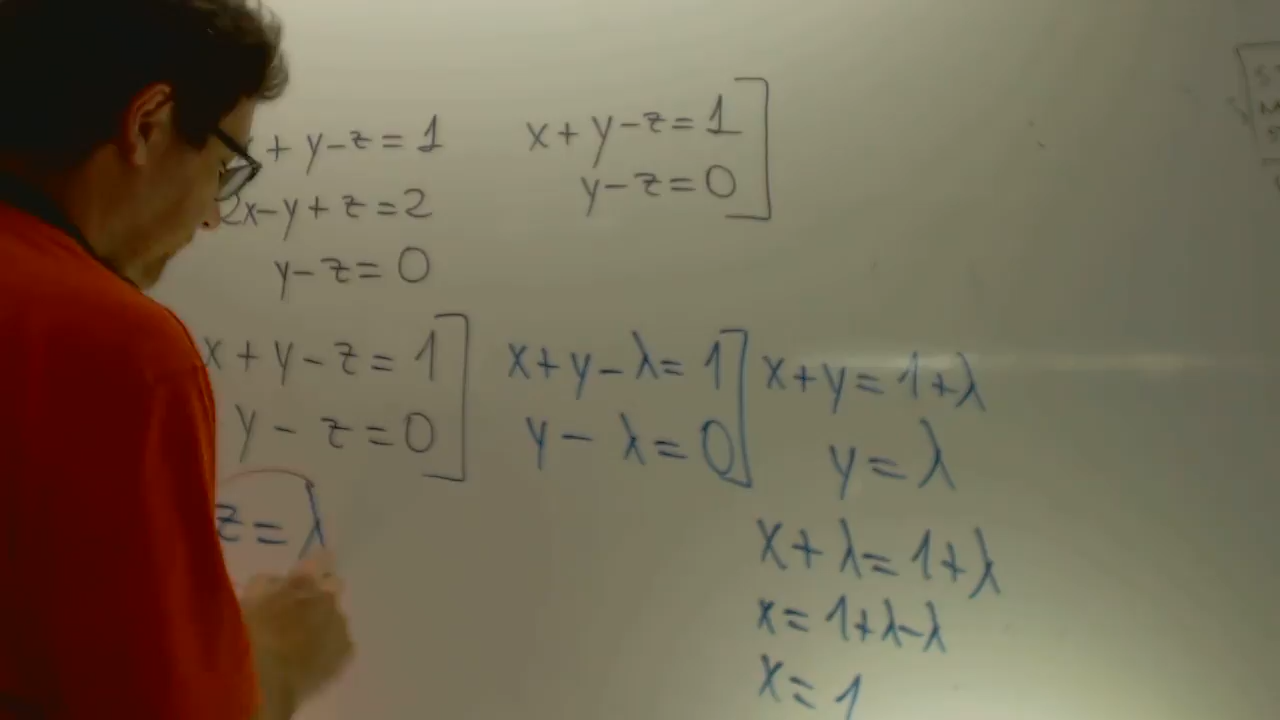 + y - z = 1
2x - y + z = 2
y - z = 0
x + y - z = 1
y - z = 0
x + y - z = 1
y - z = 0
z = λ
x + y - λ = 1
y - λ = 0
x + y = 1 + λ
y = λ
x + λ = 1 + λ
x = 1 + λ - λ
x = 1